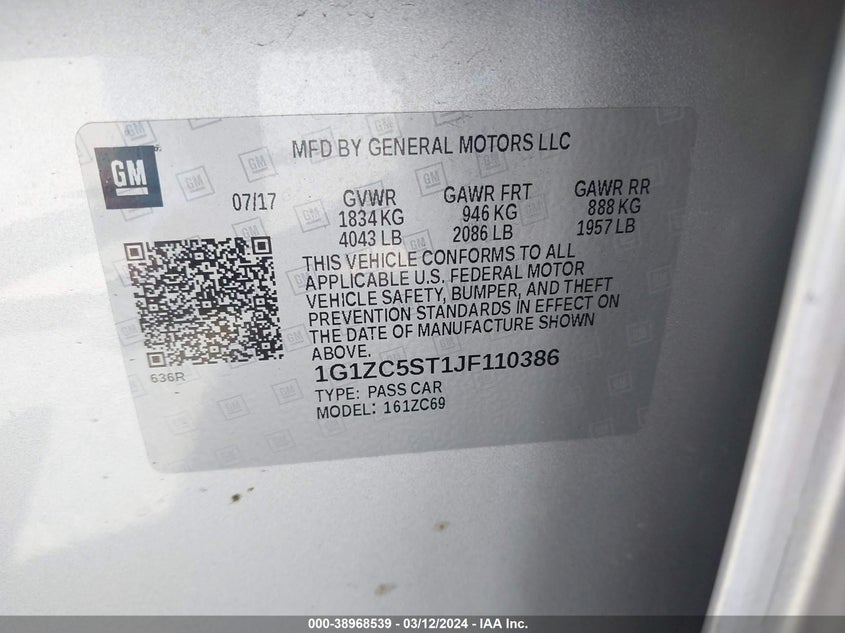 MFD BY GENERAL MOTORS LLC
GM
07/17
GVWR GAWR FRT GAWR RR
1834 KG 946 KG 888 KG
4043 LB 2086 LB 1957 LB
THIS VEHICLE CONFORMS TO ALL
APPLICABLE U.S. FEDERAL MOTOR
VEHICLE SAFETY, BUMPER, AND THEFT
PREVENTION STANDARDS IN EFFECT ON
THE DATE OF MANUFACTURE SHOWN
ABOVE.
636R
1G1ZC5ST1JF110386
TYPE: PASS CAR
MODEL: 161ZC69
000-38968539 - 03/12/2024 - IAA Inc.